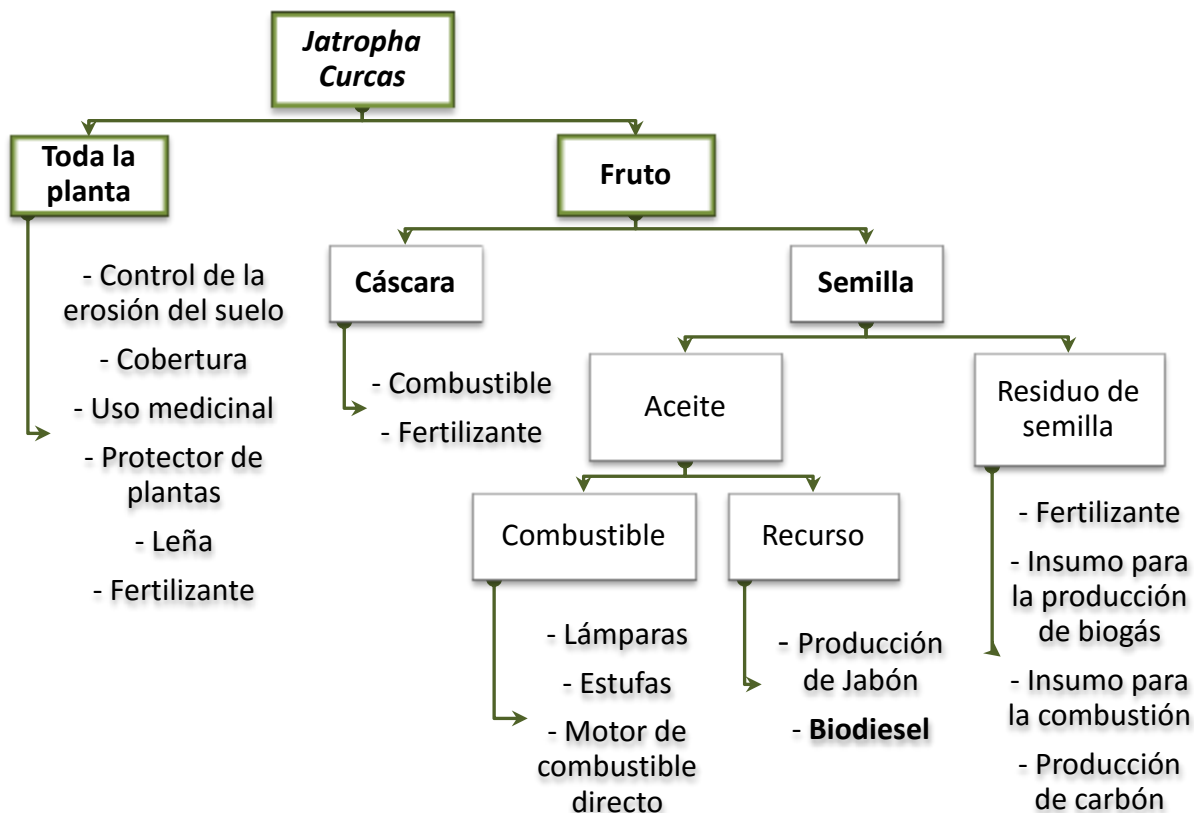 Jatropha
Curcas
Toda la
planta
- Control de la
erosión del suelo
- Cobertura
- Uso medicinal
- Protector de
plantas
- Leña
- Fertilizante
Fruto
Cáscara
- Combustible
- Fertilizante
Semilla
Aceite
Combustible
- Lámparas
- Estufas
- Motor de
combustible
directo
Recurso
- Producción
de Jabón
- Biodiesel
Residuo de
semilla
- Fertilizante
- Insumo para
la producción
de biogás
- Insumo para
la combustión
- Producción
de carbón